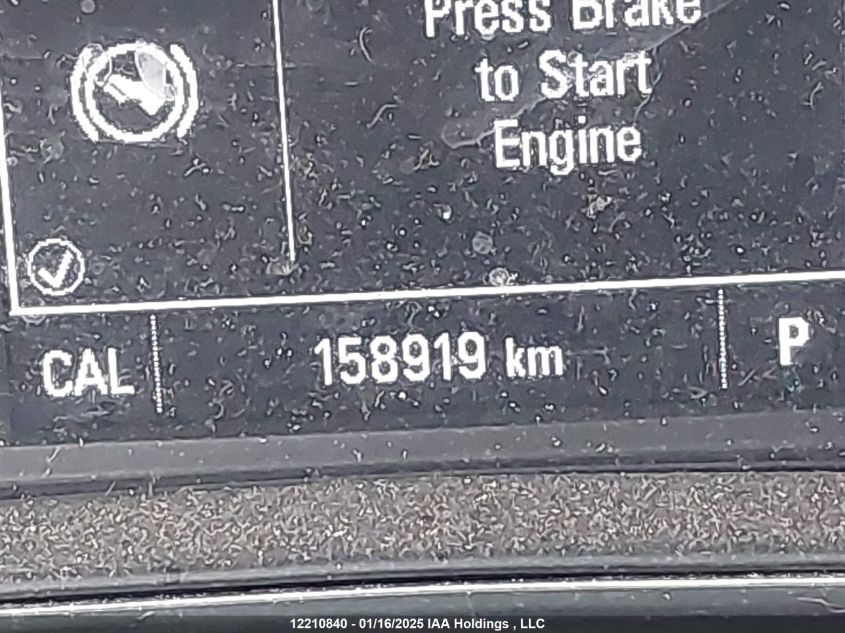 Press Brake
to Start
Engine
CAL
158919 km
P
12210840 - 01/16/2025 IAA Holdings , LLC